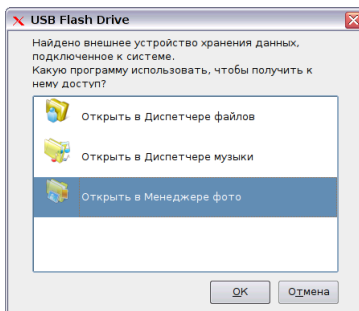 USB Flash Drive
Найдено внешнее устройство хранения данных,
подключенное к системе.
Какую программу использовать, чтобы получить к
нему доступ?
Открыть в Диспетчере файлов
Открыть в Диспетчере музыки
Открыть в Менеджере фото
OK
Отмена